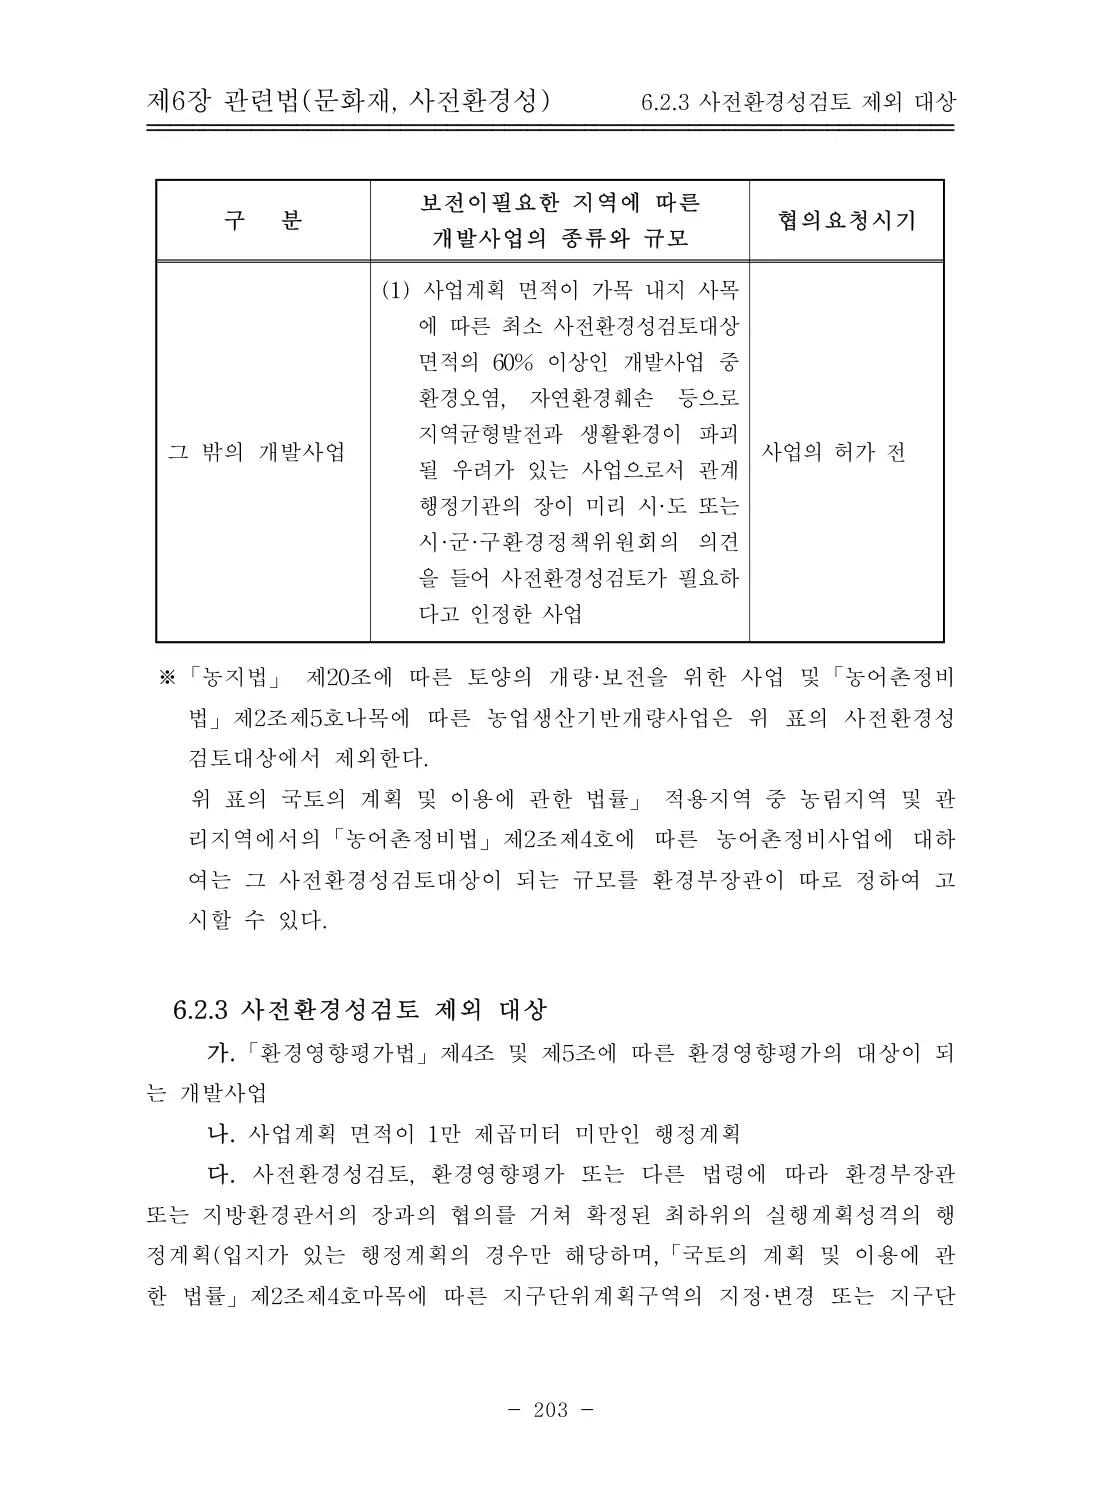 제6장 관련법(문화재, 사전환경성)
6.2.3 사전환경성검토 제외 대상
구 분
보전이필요한 지역에 따른
개발사업의 종류와 규모
협의요청시기
그 밖의 개발사업
(1) 사업계획 면적이 가목 내지 사목
에 따른 최소 사전환경성검토대상
면적의 60% 이상인 개발사업 중
환경오염, 자연환경훼손 등으로
지역균형발전과 생활환경이 파괴
될 우려가 있는 사업으로서 관계
행정기관의 장이 미리 시·도 또는
시·군·구환경정책위원회의 의견
을 들어 사전환경성검토가 필요하
다고 인정한 사업
사업의 허가 전
※「농지법」 제20조에 따른 토양의 개량·보전을 위한 사업 및「농어촌정비
법」제2조제5호나목에 따른 농업생산기반개량사업은 위 표의 사전환경성
검토대상에서 제외한다.
위 표의 국토의 계획 및 이용에 관한 법률」 적용지역 중 농림지역 및 관
리지역에서의「농어촌정비법」제2조제4호에 따른 농어촌정비사업에 대하
여는 그 사전환경성검토대상이 되는 규모를 환경부장관이 따로 정하여 고
시할 수 있다.
6.2.3 사전환경성검토 제외 대상
가.「환경영향평가법」제4조 및 제5조에 따른 환경영향평가의 대상이 되
는 개발사업
나. 사업계획 면적이 1만 제곱미터 미만인 행정계획
다. 사전환경성검토, 환경영향평가 또는 다른 법령에 따라 환경부장관
또는 지방환경관서의 장과의 협의를 거쳐 확정된 최하위의 실행계획성격의 행
정계획(입지가 있는 행정계획의 경우만 해당하며,「국토의 계획 및 이용에 관
한 법률」제2조제4호마목에 따른 지구단위계획구역의 지정·변경 또는 지구단
- 203 -